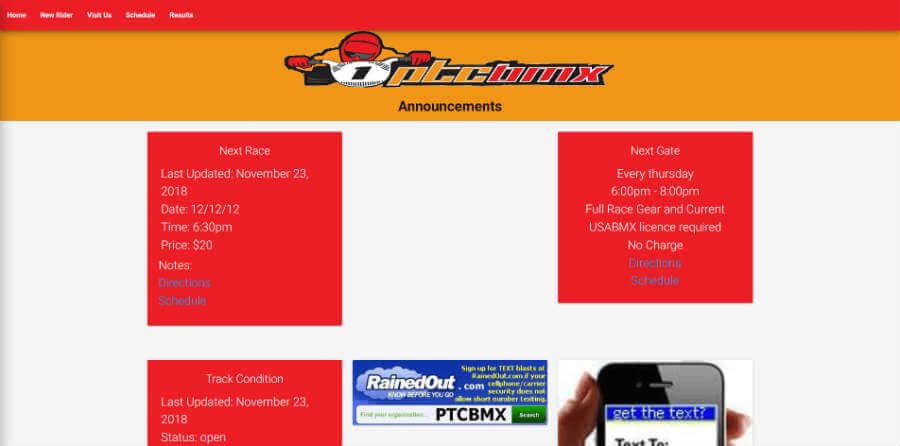 Home New Rider Visit Us Schedule Results
1 ptcbmx
Announcements
Next Race
Last Updated: November 23,
2018
Date: 12/12/12
Time: 6:30pm
Price: $20
Notes:
Directions
Schedule
Next Gate
Every thursday
6:00pm - 8:00pm
Full Race Gear and Current
USABMX licence required
No Charge
Directions
Schedule
Track Condition
Last Updated: November 23,
2018
Status: open
RainedOut.com
KNOW BEFORE YOU GO
Sign up for TEXT blasts at
RainedOut.com if your
cellphone/carrier
security does not
allow short number texting.
Find your organization... PTCBMX Search
get the text?
Text To: